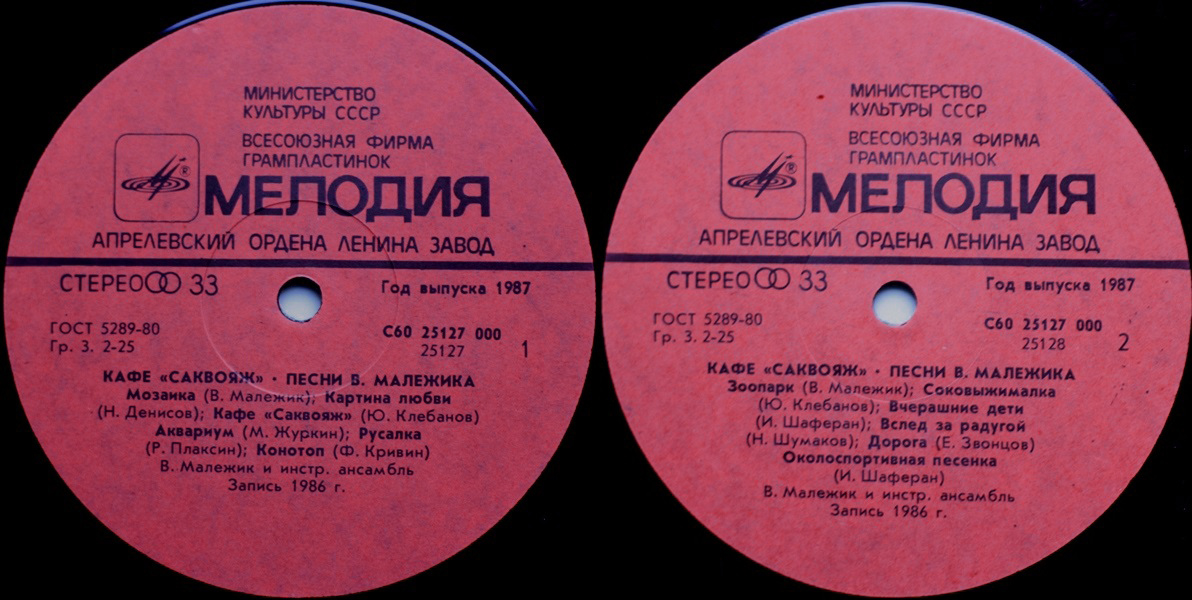 МИНИСТЕРСТВО
КУЛЬТУРЫ СССР
ВСЕСОЮЗНАЯ ФИРМА
ГРАМПЛАСТИНОК
®
МЕЛОДИЯ
АПРЕЛЕВСКИЙ ОРДЕНА ЛЕНИНА ЗАВОД
СТЕРЕО 33
Год выпуска 1987
ГОСТ 5289-80
Гр. 3. 2-25
С60 25127 000
25127 1
КАФЕ «САКВОЯЖ» · ПЕСНИ В. МАЛЕЖИКА
Мозаика (В. Малежик); Картина любви
(Н. Денисов); Кафе «Саквояж» (Ю. Клебанов)
Аквариум (М. Журкин); Русалка
(Р. Плаксин); Конотоп (Ф. Кривин)
В. Малежик и инстр. ансамбль
Запись 1986 г.
МИНИСТЕРСТВО
КУЛЬТУРЫ СССР
ВСЕСОЮЗНАЯ ФИРМА
ГРАМПЛАСТИНОК
®
МЕЛОДИЯ
АПРЕЛЕВСКИЙ ОРДЕНА ЛЕНИНА ЗАВОД
СТЕРЕО 33
Год выпуска 1987
ГОСТ 5289-80
Гр. 3. 2-25
С60 25127 000
25128 2
КАФЕ «САКВОЯЖ» · ПЕСНИ В. МАЛЕЖИКА
Зоопарк (В. Малежик); Соковыжималка
(Ю. Клебанов); Вчерашние дети
(И. Шаферан); Вслед за радугой
(Н. Шумаков); Дорога (Е. Звонцов)
Околоспортивная песенка
(И. Шаферан)
В. Малежик и инстр. ансамбль
Запись 1986 г.